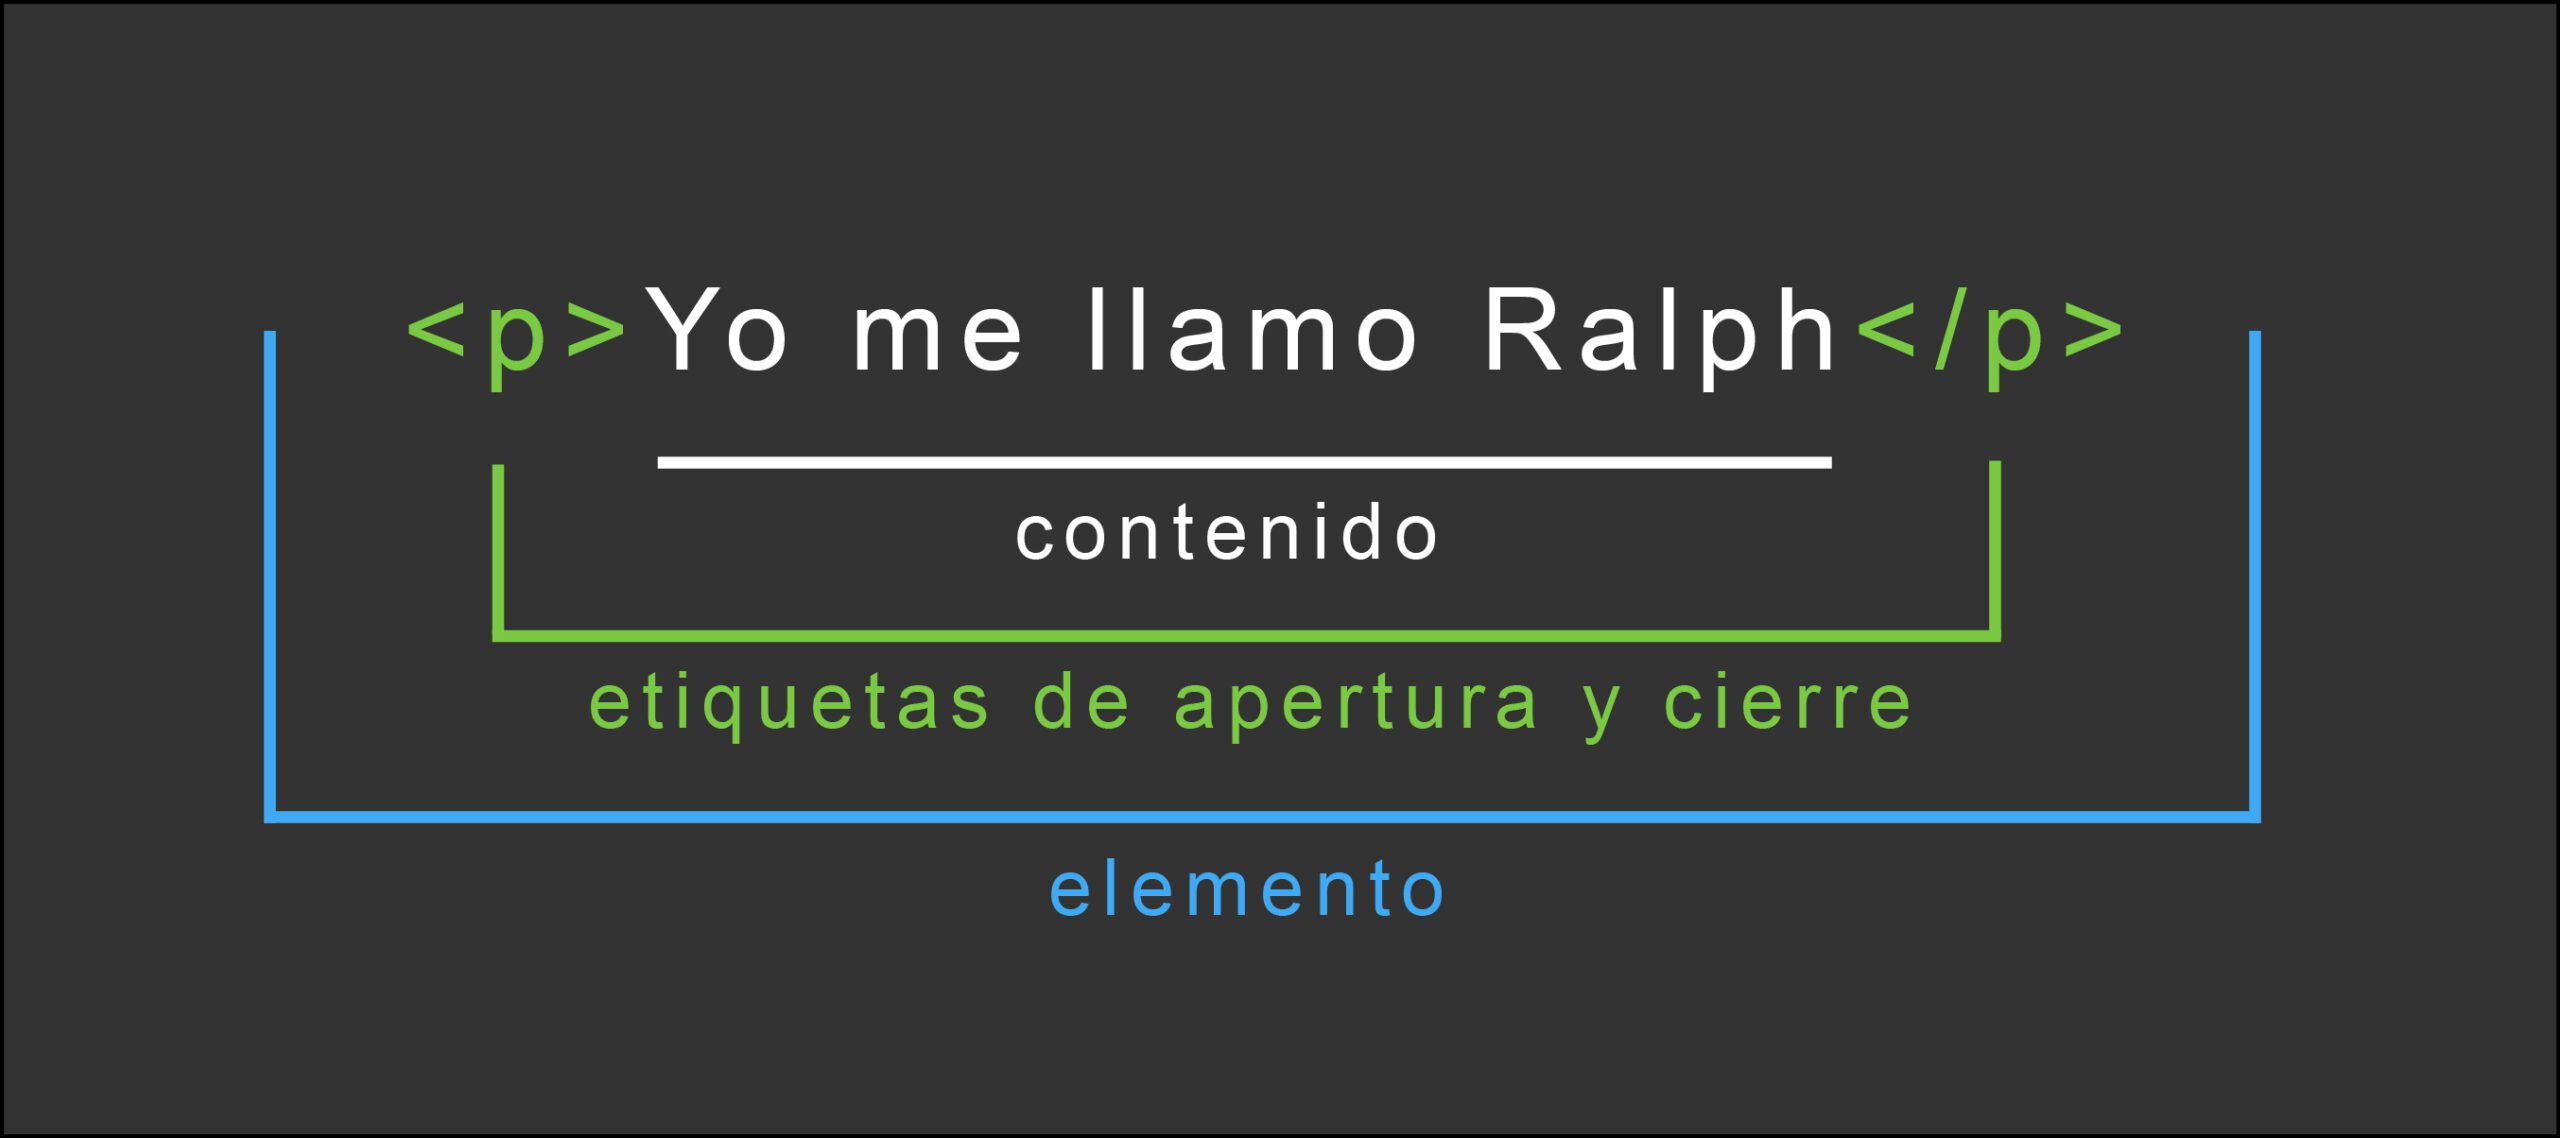 <p>Yo me llamo Ralph</p>
contenido
etiquetas de apertura y cierre
elemento